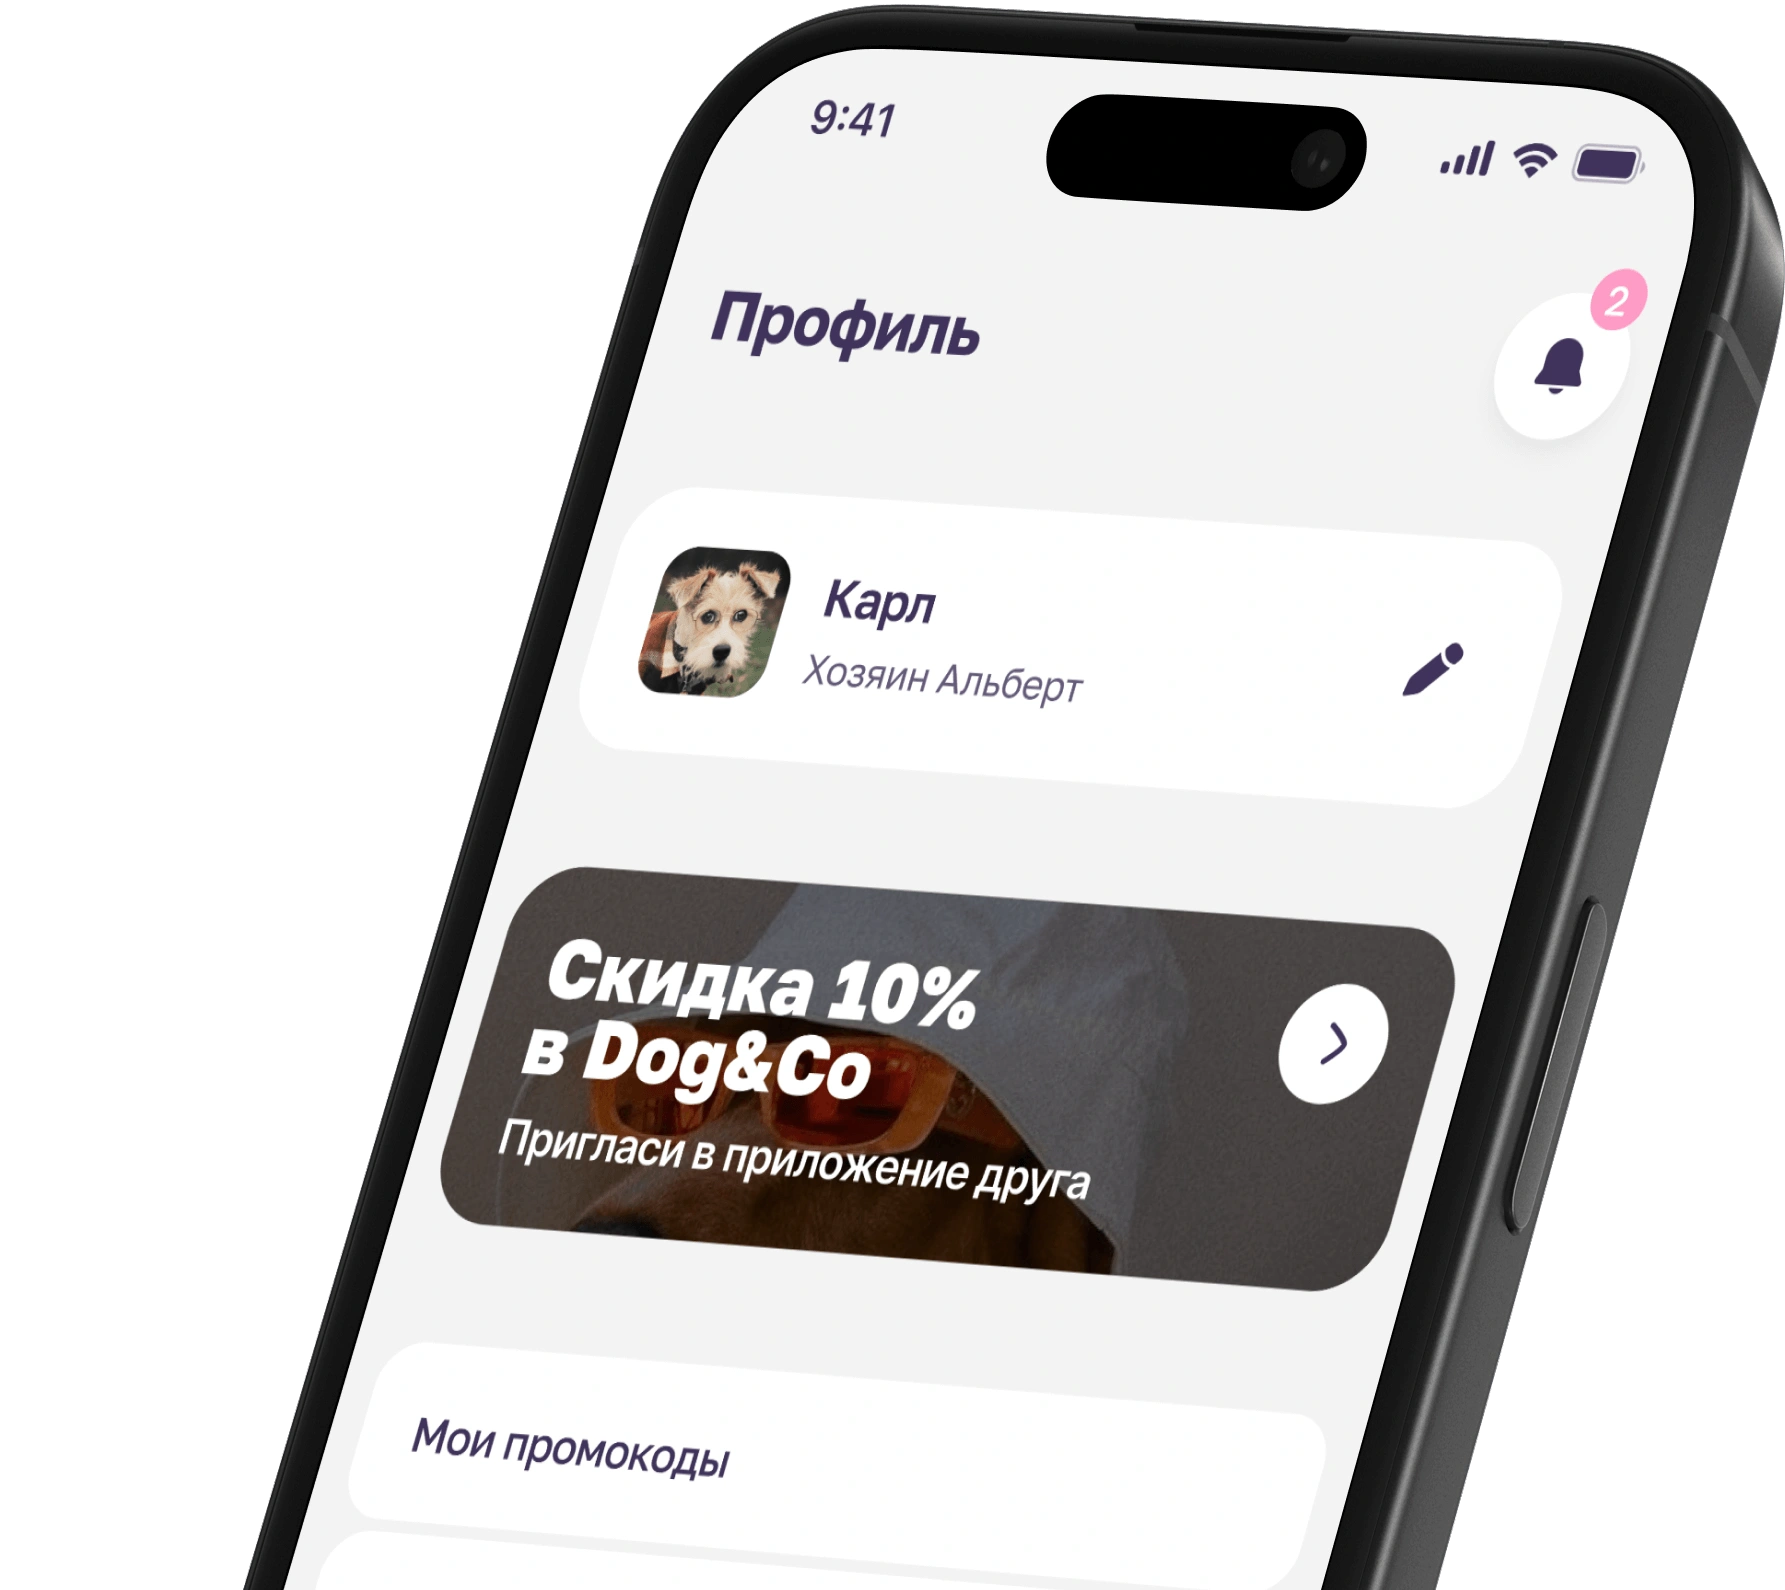 9:41
2
Профиль
Карл
Хозяин Альберт
Скидка 10%
в Dog&Co
Пригласи в приложение друга
Мои промокоды